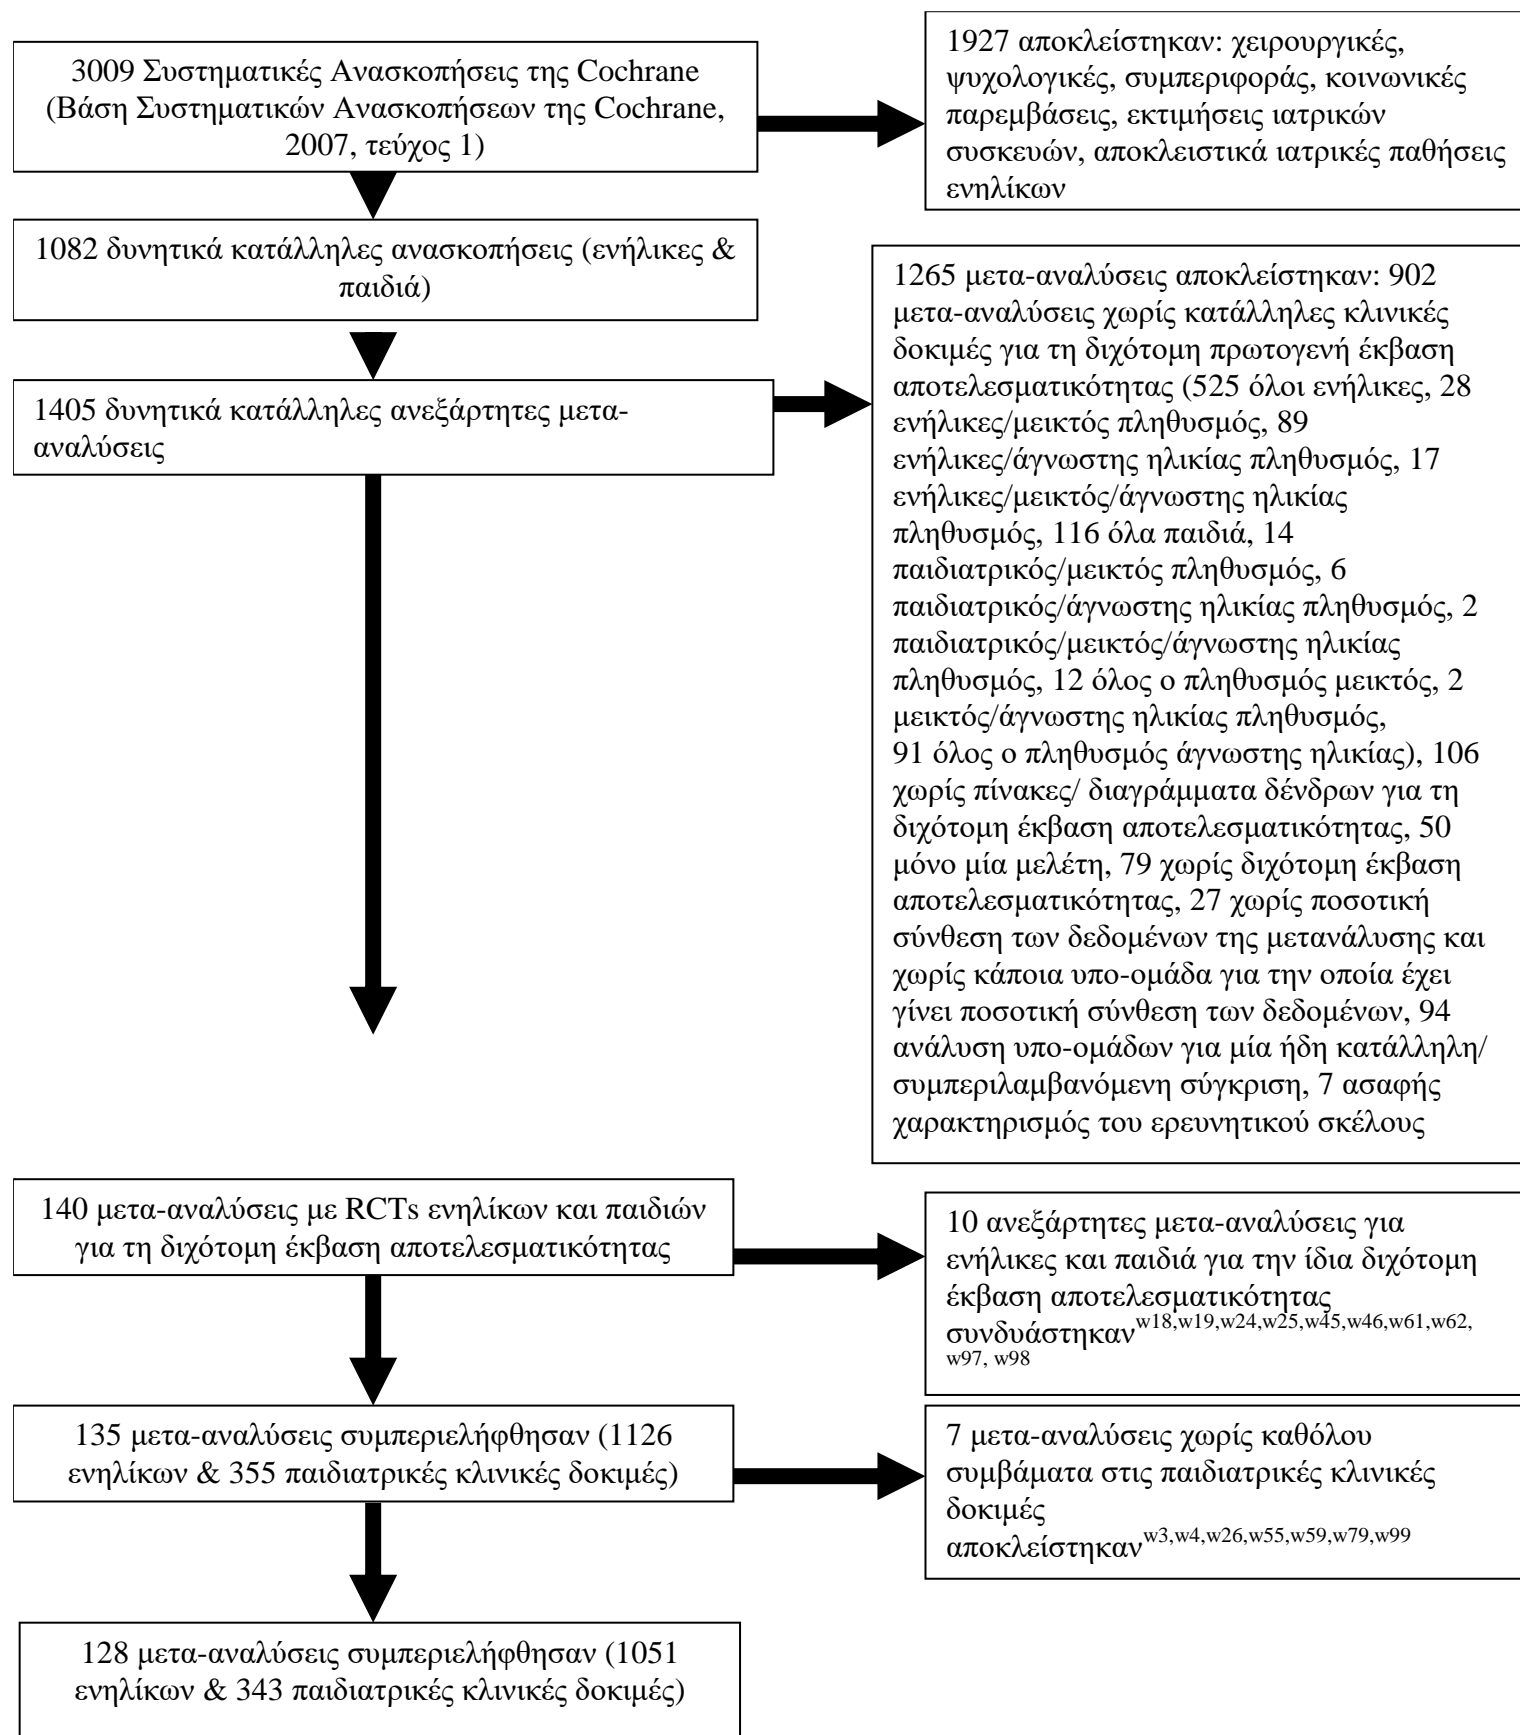 3009 Συστηματικές Ανασκοπήσεις της Cochrane
(Βάση Συστηματικών Ανασκοπήσεων της Cochrane,
2007, τεύχος 1)
1927 αποκλείστηκαν: χειρουργικές,
ψυχολογικές, συμπεριφοράς, κοινωνικές
παρεμβάσεις, εκτιμήσεις ιατρικών
συσκευών, αποκλειστικά ιατρικές παθήσεις
ενηλίκων
1082 δυνητικά κατάλληλες ανασκοπήσεις (ενήλικες &
παιδιά)
1405 δυνητικά κατάλληλες ανεξάρτητες μετα-
αναλύσεις
1265 μετα-αναλύσεις αποκλείστηκαν: 902
μετα-αναλύσεις χωρίς κατάλληλες κλινικές
δοκιμές για τη διχότομη πρωτογενή έκβαση
αποτελεσματικότητας (525 όλοι ενήλικες, 28
ενήλικες/μεικτός πληθυσμός, 89
ενήλικες/άγνωστης ηλικίας πληθυσμός, 17
ενήλικες/μεικτός/άγνωστης ηλικίας
πληθυσμός, 116 όλα παιδιά, 14
παιδιατρικός/μεικτός πληθυσμός, 6
παιδιατρικός/άγνωστης ηλικίας πληθυσμός, 2
παιδιατρικός/μεικτός/άγνωστης ηλικίας
πληθυσμός, 12 όλος ο πληθυσμός μεικτός, 2
μεικτός/άγνωστης ηλικίας πληθυσμός,
91 όλος ο πληθυσμός άγνωστης ηλικίας), 106
χωρίς πίνακες/ διαγράμματα δένδρων για τη
διχότομη έκβαση αποτελεσματικότητας, 50
μόνο μία μελέτη, 79 χωρίς διχότομη έκβαση
αποτελεσματικότητας, 27 χωρίς ποσοτική
σύνθεση των δεδομένων της μετανάλυσης και
χωρίς κάποια υπο-ομάδα για την οποία έχει
γίνει ποσοτική σύνθεση των δεδομένων, 94
ανάλυση υπο-ομάδων για μία ήδη κατάλληλη/
συμπεριλαμβανόμενη σύγκριση, 7 ασαφής
χαρακτηρισμός του ερευνητικού σκέλους
140 μετα-αναλύσεις με RCTs ενηλίκων και παιδιών
για τη διχότομη έκβαση αποτελεσματικότητας
10 ανεξάρτητες μετα-αναλύσεις για
ενήλικες και παιδιά για την ίδια διχότομη
έκβαση αποτελεσματικότητας
συνδυάστηκαν w18,w19,w24,w25,w45,w46,w61,w62,
w97, w98
135 μετα-αναλύσεις συμπεριελήφθησαν (1126
ενηλίκων & 355 παιδιατρικές κλινικές δοκιμές)
7 μετα-αναλύσεις χωρίς καθόλου
συμβάματα στις παιδιατρικές κλινικές
δοκιμές
αποκλείστηκαν w3,w4,w26,w55,w59,w79,w99
128 μετα-αναλύσεις συμπεριελήφθησαν (1051
ενηλίκων & 343 παιδιατρικές κλινικές δοκιμές)